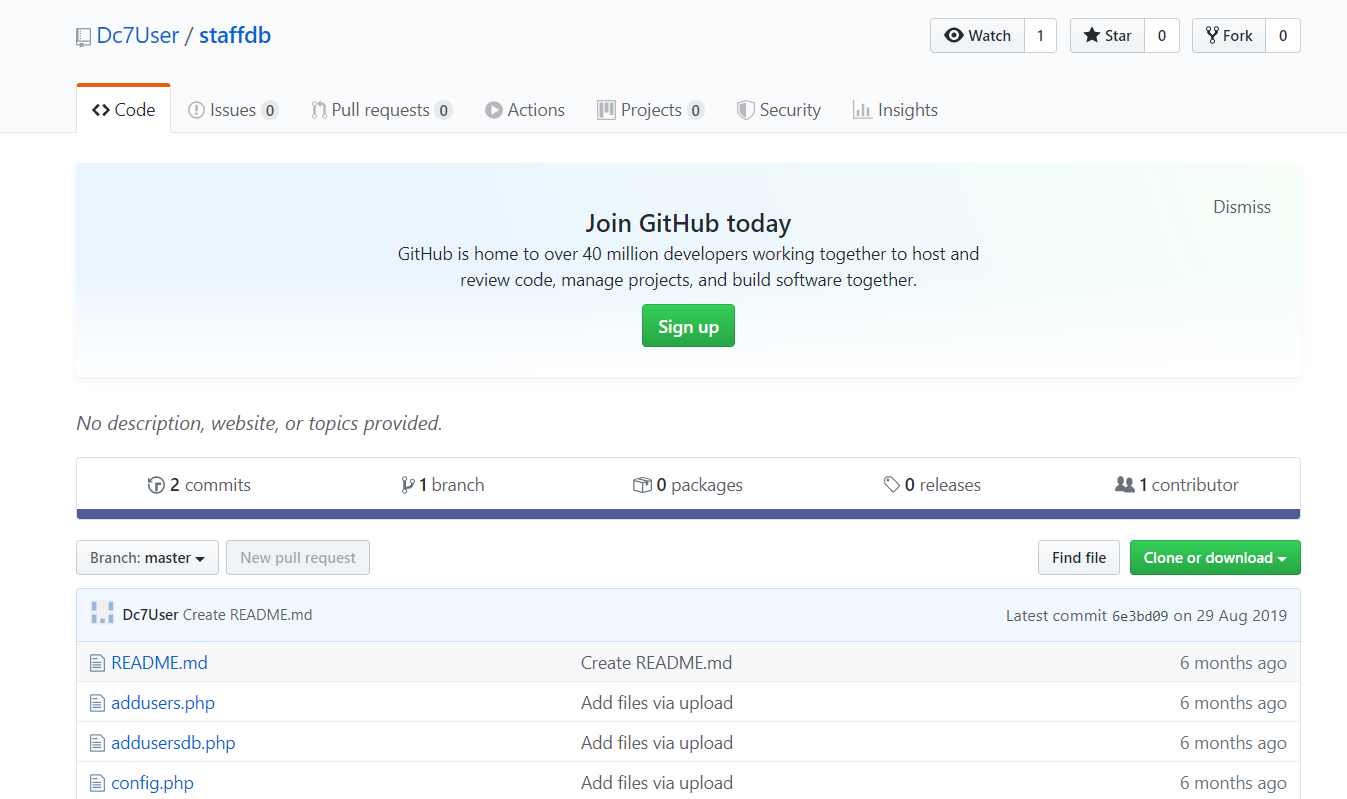 Dc7User / staffdb
Watch 1 Star 0 Fork 0
Code Issues 0 Pull requests 0 Actions Projects 0 Security Insights
Dismiss
Join GitHub today
GitHub is home to over 40 million developers working together to host and
review code, manage projects, and build software together.
Sign up
No description, website, or topics provided.
2 commits 1 branch 0 packages 0 releases 1 contributor
Branch: master New pull request Find file Clone or download
Dc7User Create README.md Latest commit 6e3bd09 on 29 Aug 2019
README.md Create README.md 6 months ago
addusers.php Add files via upload 6 months ago
addusersdb.php Add files via upload 6 months ago
config.php Add files via upload 6 months ago